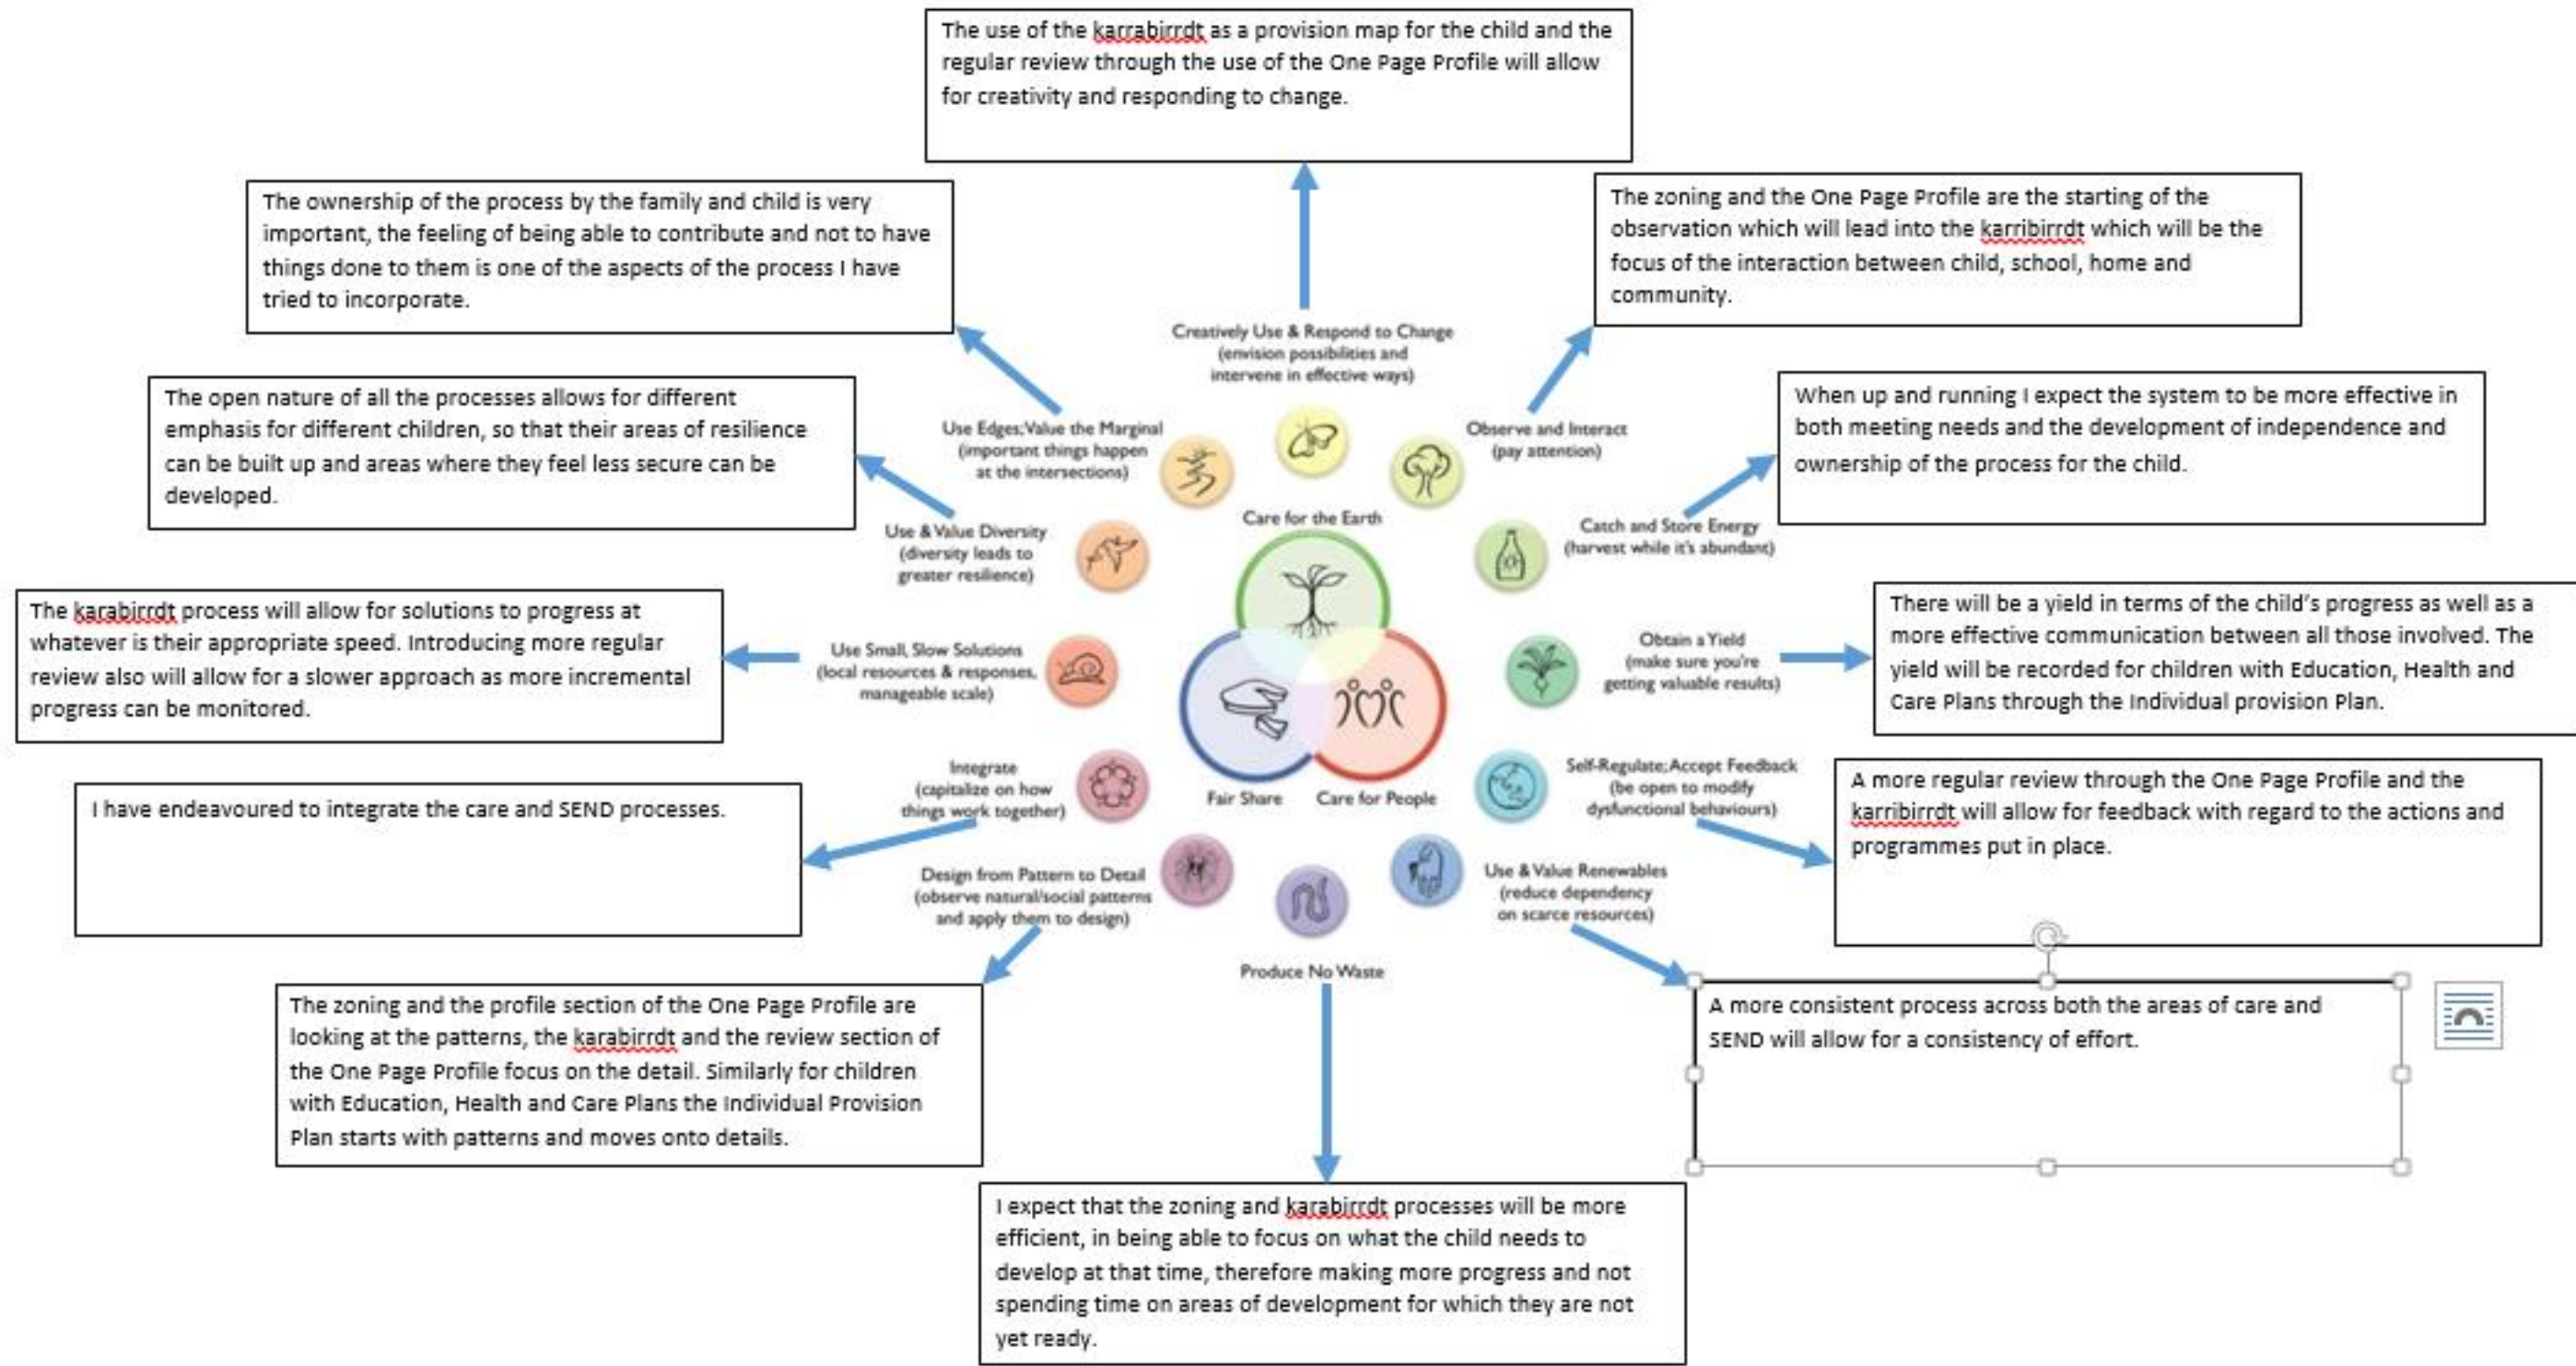 The use of the karrabirrdt as a provision map for the child and the
regular review through the use of the One Page Profile will allow
for creativity and responding to change.
The ownership of the process by the family and child is very
important, the feeling of being able to contribute and not to have
things done to them is one of the aspects of the process I have
tried to incorporate.
The zoning and the One Page Profile are the starting of the
observation which will lead into the karribirrdt which will be the
focus of the interaction between child, school, home and
community.
Creatively Use & Respond to Change
(envision possibilities and
intervene in effective ways)
The open nature of all the processes allows for different
emphasis for different children, so that their areas of resilience
can be built up and areas where they feel less secure can be
developed.
Use Edges; Value the Marginal
(important things happen
at the intersections)
Observe and Interact
(pay attention)
When up and running I expect the system to be more effective in
both meeting needs and the development of independence and
ownership of the process for the child.
Use & Value Diversity
(diversity leads to
greater resilience)
Care for the Earth
Catch and Store Energy
(harvest while it's abundant)
The karabirrdt process will allow for solutions to progress at
whatever is their appropriate speed. Introducing more regular
review also will allow for a slower approach as more incremental
progress can be monitored.
Use Small, Slow Solutions
(local resources & responses,
manageable scale)
Obtain a Yield
(make sure you're
getting valuable results)
There will be a yield in terms of the child's progress as well as a
more effective communication between all those involved. The
yield will be recorded for children with Education, Health and
Care Plans through the Individual provision Plan.
I have endeavoured to integrate the care and SEND processes.
Integrate
(capitalize on how
things work together)
Fair Share
Care for People
Self-Regulate; Accept Feedback
(be open to modify
dysfunctional behaviours)
A more regular review through the One Page Profile and the
karribirrdt will allow for feedback with regard to the actions and
programmes put in place.
Design from Pattern to Detail
(observe natural/social patterns
and apply them to design)
Use & Value Renewables
(reduce dependency
on scarce resources)
Produce No Waste
The zoning and the profile section of the One Page Profile are
looking at the patterns, the karabirrdt and the review section of
the One Page Profile focus on the detail. Similarly for children
with Education, Health and Care Plans the Individual Provision
Plan starts with patterns and moves onto details.
A more consistent process across both the areas of care and
SEND will allow for a consistency of effort.
I expect that the zoning and karabirrdt processes will be more
efficient, in being able to focus on what the child needs to
develop at that time, therefore making more progress and not
spending time on areas of development for which they are not
yet ready.